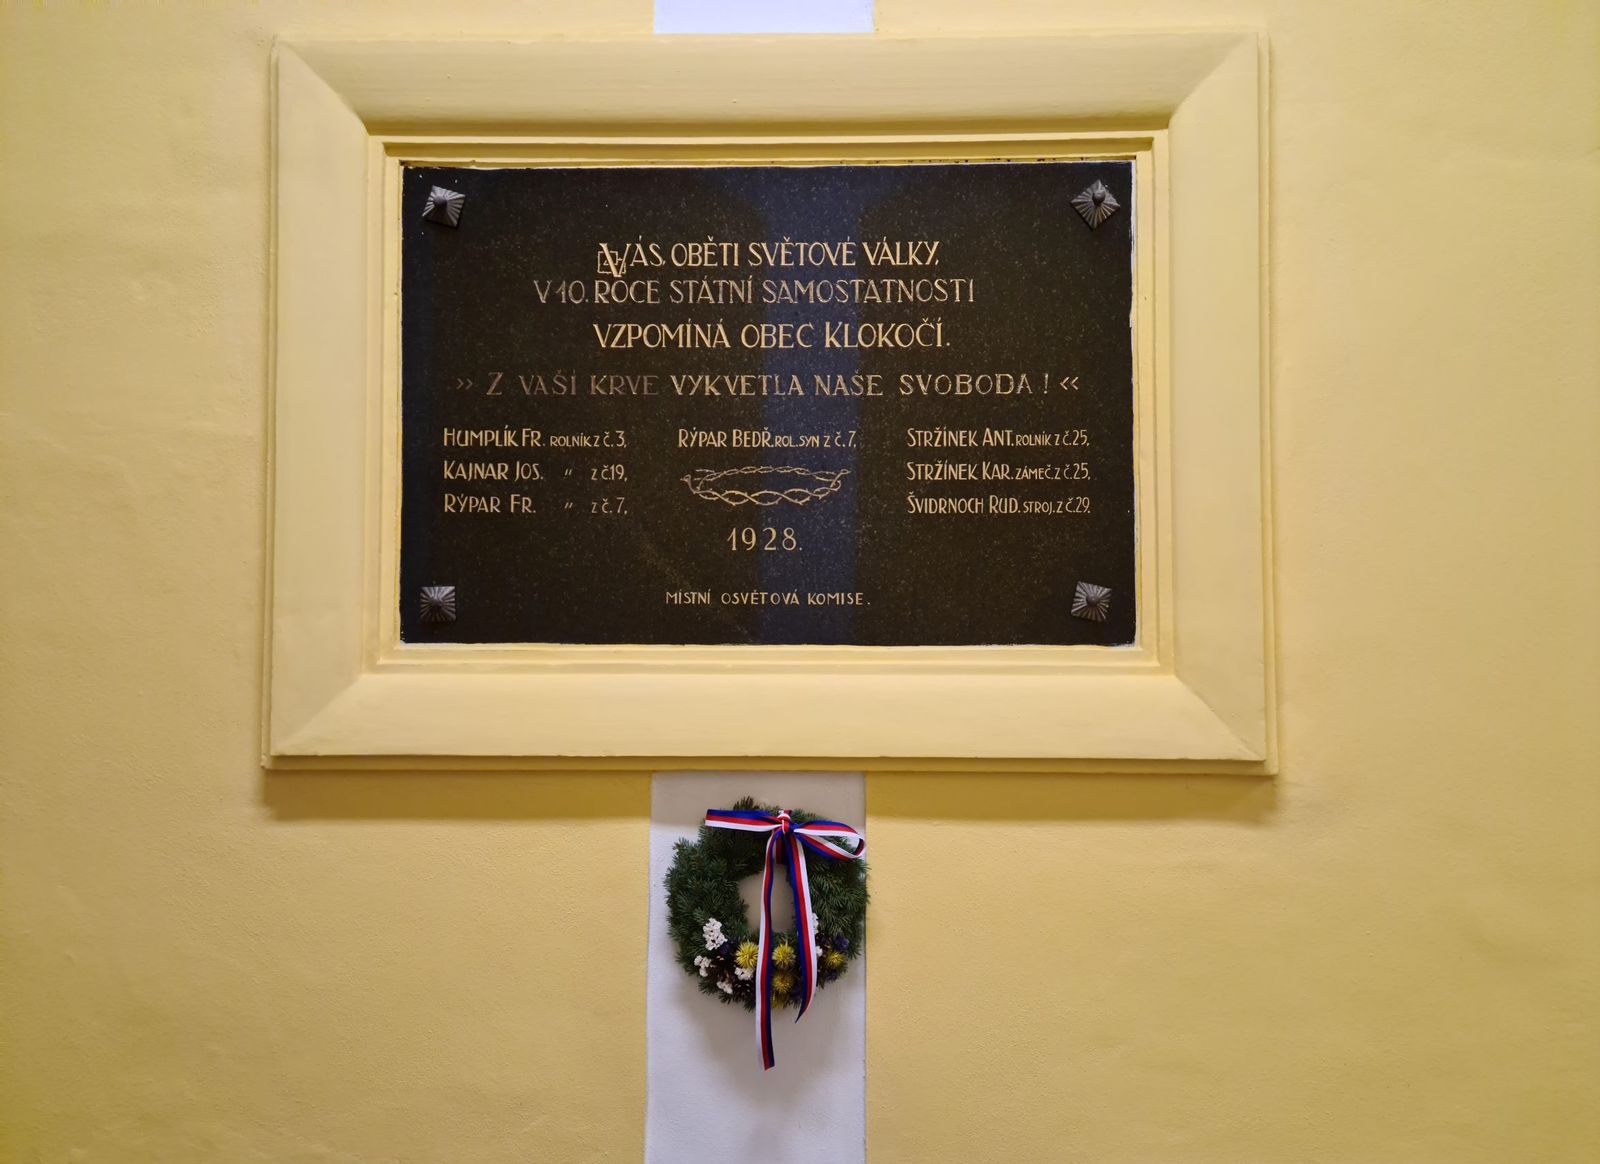 VÁS, OBĚTI SVĚTOVÉ VÁLKY,
V 10. ROCE STÁTNÍ SAMOSTATNOSTI
VZPOMÍNÁ OBEC KLOKOČÍ.
›› Z VAŠÍ KRVE VYKVETLA NAŠE SVOBODA! ‹‹
HUMPLÍK FR. ROLNÍK Z Č. 3,
KAJNAR JOS. 〃 Z Č. 19,
RÝPAR FR. 〃 Z Č. 7,
RÝPAR BEDŘ. ROL. SYN Z Č. 7,
STRŽÍNEK ANT. ROLNÍK Z Č. 25,
STRŽÍNEK KAR. ZÁMEČ. Z Č. 25,
ŠVIDRNOCH RUD. STROJ. Z Č. 29.
1928.
MÍSTNÍ OSVĚTOVÁ KOMISE.